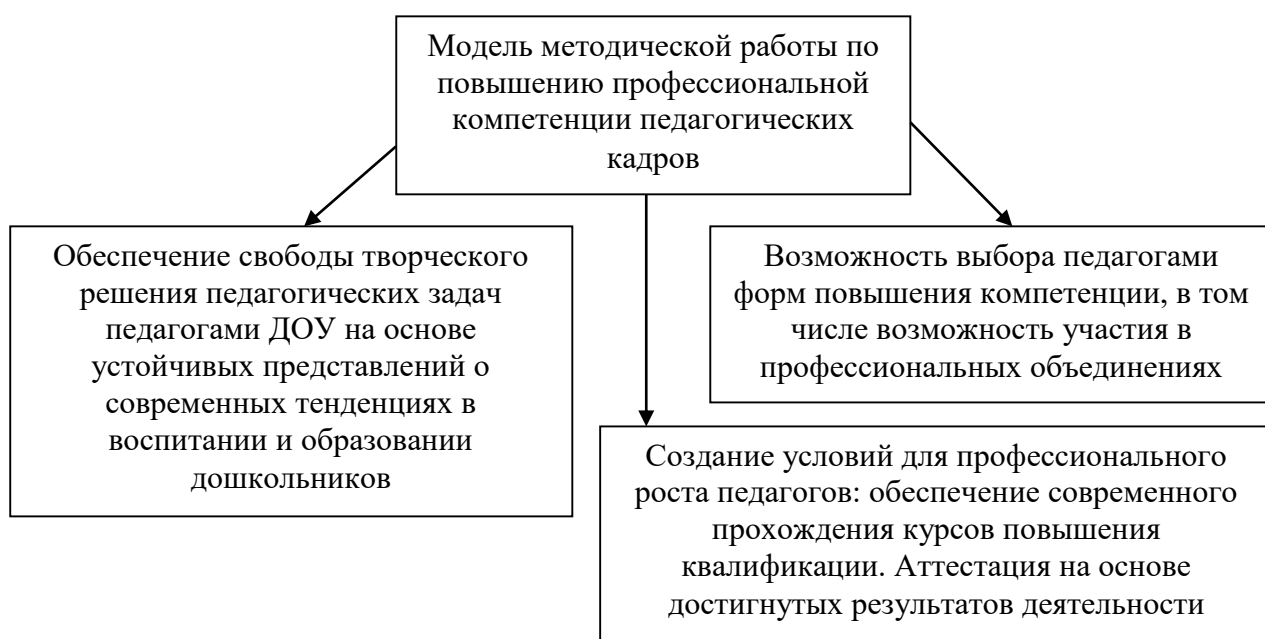 Модель методической работы по
повышению профессиональной
компетенции педагогических
кадров
Обеспечение свободы творческого
решения педагогических задач
педагогами ДОУ на основе
устойчивых представлений о
современных тенденциях в
воспитании и образовании
дошкольников
Возможность выбора педагогами
форм повышения компетенции, в том
числе возможность участия в
профессиональных объединениях
Создание условий для профессионального
роста педагогов: обеспечение современного
прохождения курсов повышения
квалификации. Аттестация на основе
достигнутых результатов деятельности